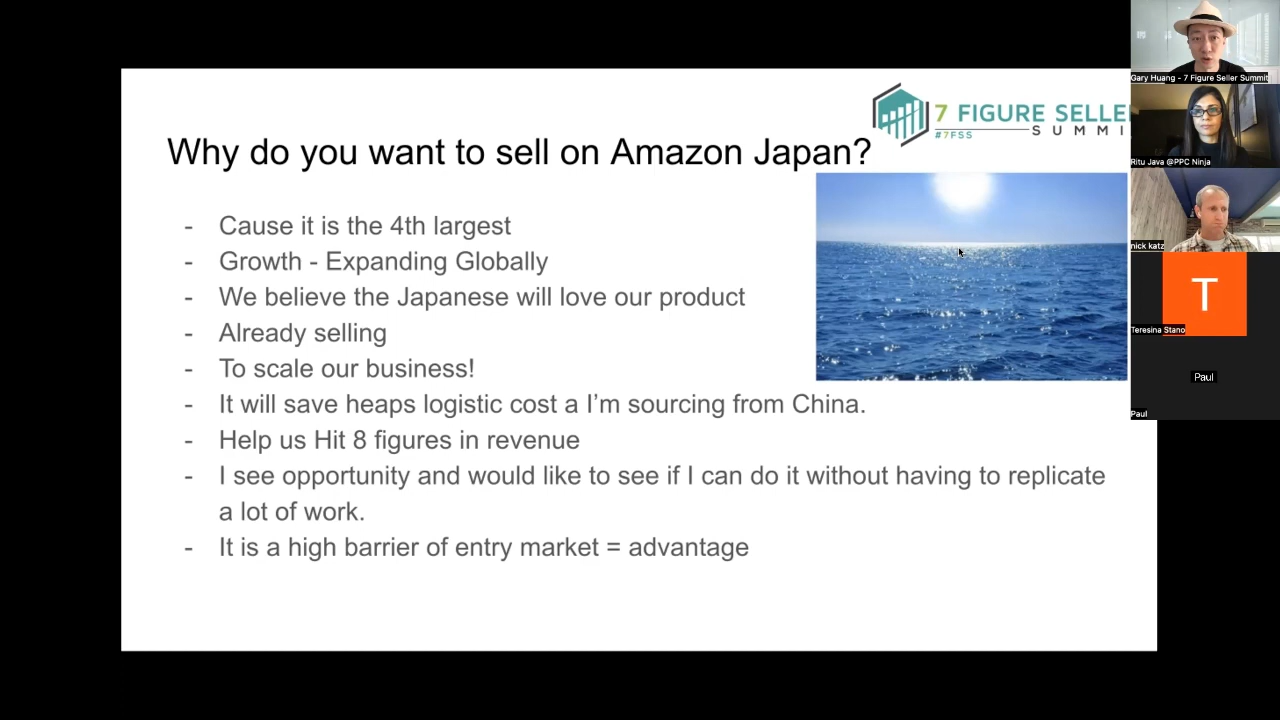 7 FIGURE SELLE
#7FSS
SUMMI
Why do you want to sell on Amazon Japan?
- Cause it is the 4th largest
- Growth - Expanding Globally
- We believe the Japanese will love our product
- Already selling
- To scale our business!
- It will save heaps logistic cost a I’m sourcing from China.
- Help us Hit 8 figures in revenue
- I see opportunity and would like to see if I can do it without having to replicate
a lot of work.
- It is a high barrier of entry market = advantage
Gary Huang - 7 Figure Seller Summit
Ritu Java @PPC Ninja
nick katz
T
Teresina Stano
Paul
Paul